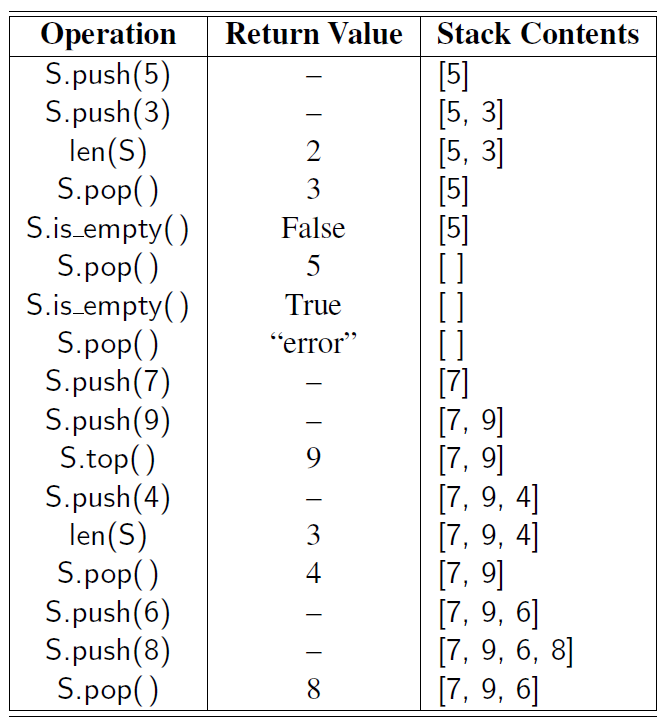 Operation Return Value Stack Contents
S.push(5) – [5]
S.push(3) – [5, 3]
len(S) 2 [5, 3]
S.pop( ) 3 [5]
S.is_empty( ) False [5]
S.pop( ) 5 [ ]
S.is_empty( ) True [ ]
S.pop( ) “error” [ ]
S.push(7) – [7]
S.push(9) – [7, 9]
S.top( ) 9 [7, 9]
S.push(4) – [7, 9, 4]
len(S) 3 [7, 9, 4]
S.pop( ) 4 [7, 9]
S.push(6) – [7, 9, 6]
S.push(8) – [7, 9, 6, 8]
S.pop( ) 8 [7, 9, 6]